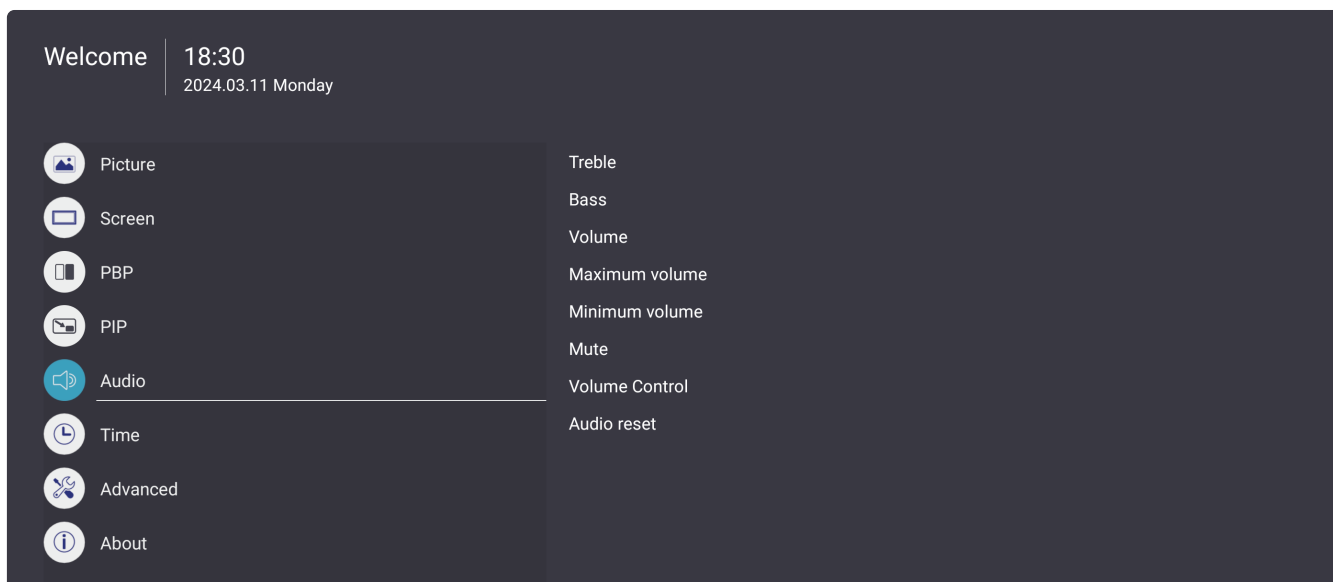 Welcome
18:30
2024.03.11 Monday
Picture
Screen
PBP
PIP
Audio
Time
Advanced
About
Treble
Bass
Volume
Maximum volume
Minimum volume
Mute
Volume Control
Audio reset